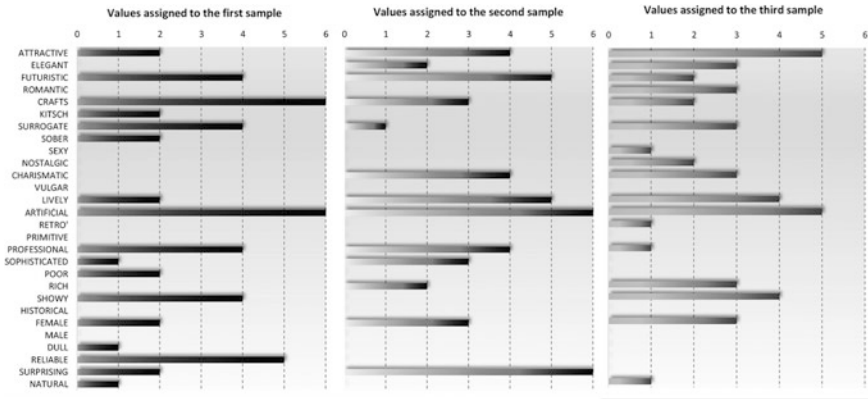 Values assigned to the first sample
Values assigned to the second sample
Values assigned to the third sample
0 1 2 3 4 5 6
0 1 2 3 4 5 6
0 1 2 3 4 5 6
ATTRACTIVE
ELEGANT
FUTURISTIC
ROMANTIC
CRAFTS
KITSCH
SURROGATE
SOBER
SEXY
NOSTALGIC
CHARISMATIC
VULGAR
LIVELY
ARTIFICIAL
RETRO'
PRIMITIVE
PROFESSIONAL
SOPHISTICATED
POOR
RICH
SHOWY
HISTORICAL
FEMALE
MALE
DULL
RELIABLE
SURPRISING
NATURAL